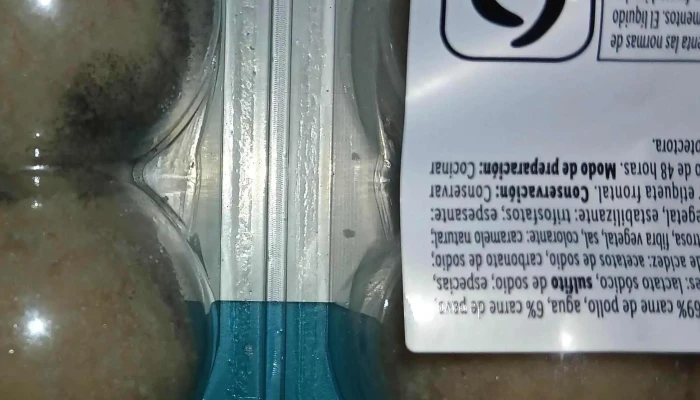 69% carne de pollo, agua, 6% carne de pavo,
es: lactato sódico, sulfito de sodio; especias,
de acidez: acetatos de sodio, carbonato de sodio;
trosa, fibra vegetal, sal, colorante: caramelo natural;
egetal, estabilizante: trifosfatos; espesante:
etiqueta frontal. Conservación: Conservar
o de 48 horas. Modo de preparación: Cocinar
otectora.
enta las normas de
mentos. El líquido